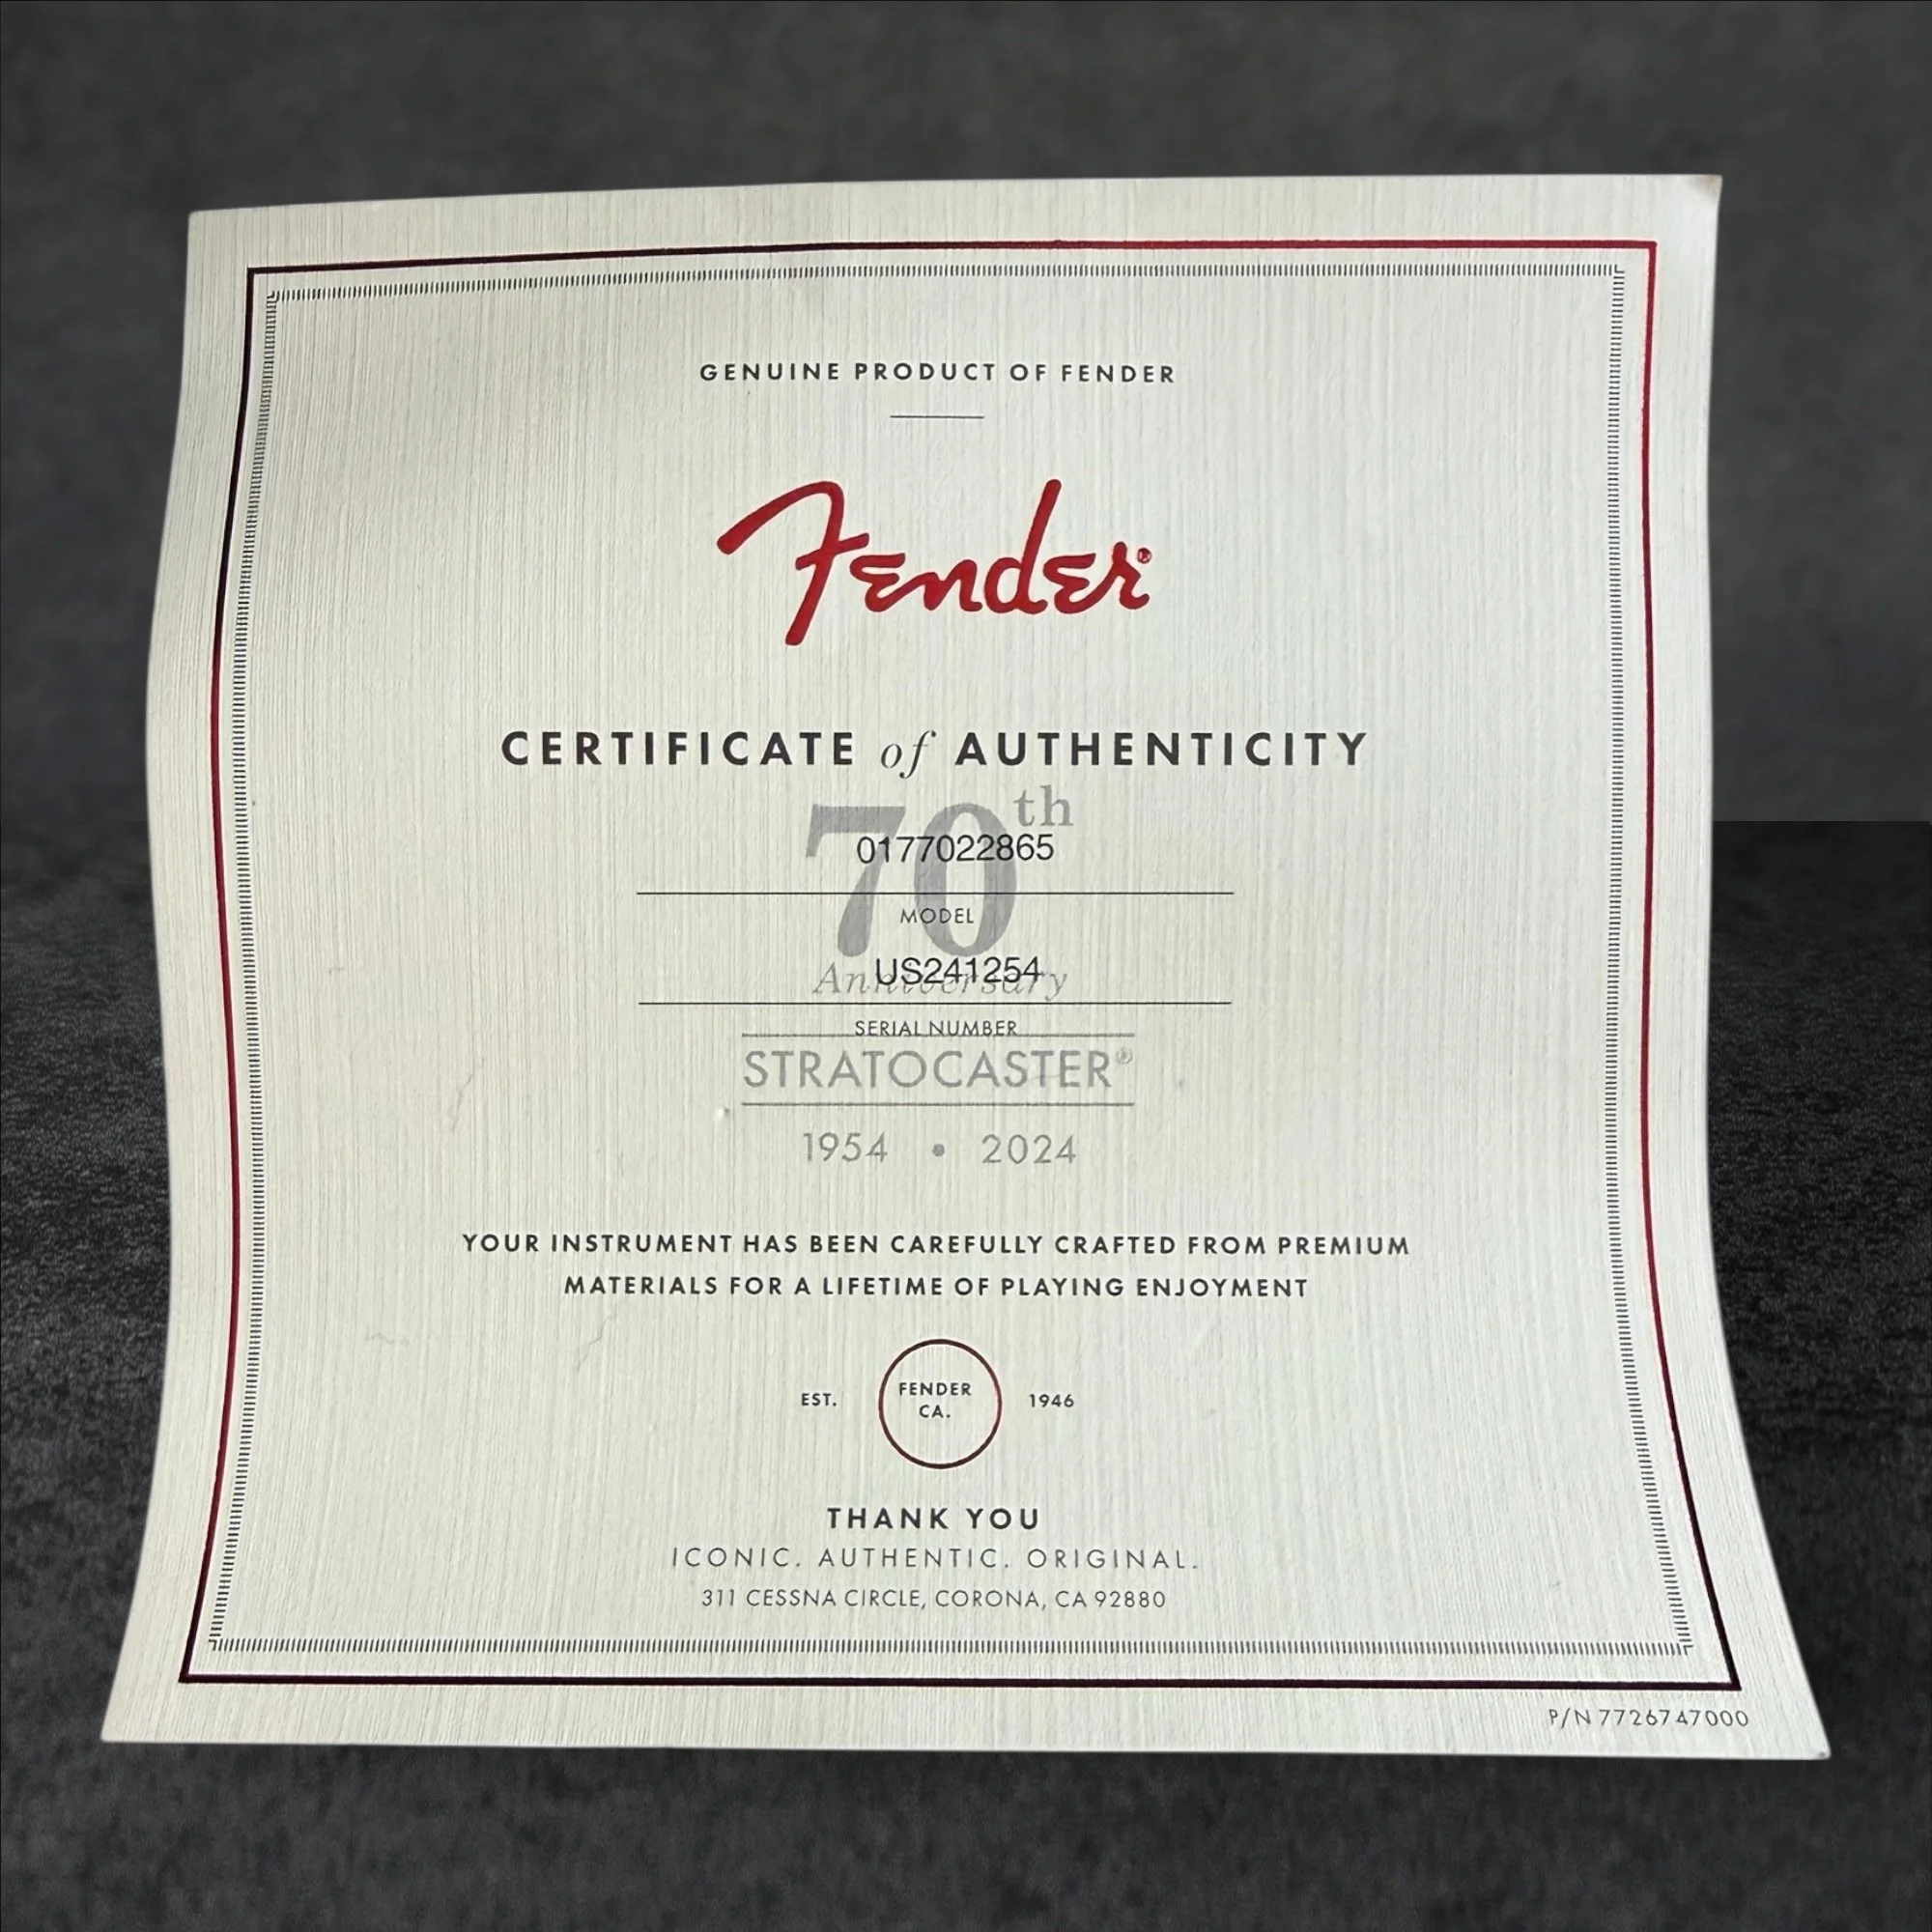 GENUINE PRODUCT OF FENDER
Fender®
CERTIFICATE of AUTHENTICITY
70th
0177022865
MODEL
Anniversary
US241254
SERIAL NUMBER
STRATOCASTER®
1954 • 2024
YOUR INSTRUMENT HAS BEEN CAREFULLY CRAFTED FROM PREMIUM
MATERIALS FOR A LIFETIME OF PLAYING ENJOYMENT
EST. FENDER CA. 1946
THANK YOU
ICONIC. AUTHENTIC. ORIGINAL.
311 CESSNA CIRCLE, CORONA, CA 92880
P/N 7726747000